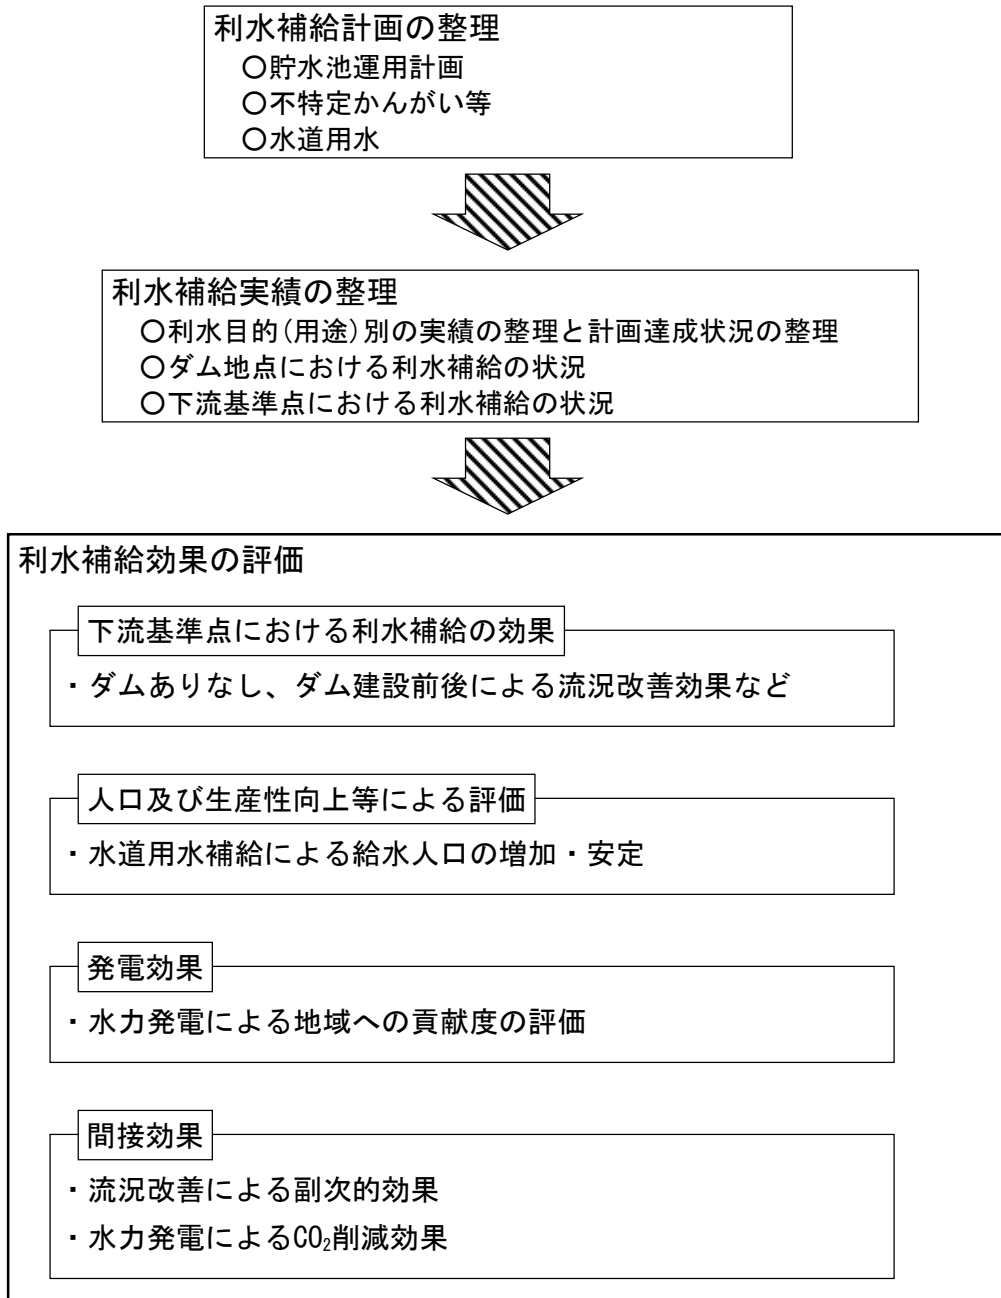 利水補給計画の整理
〇貯水池運用計画
〇不特定かんがい等
〇水道用水
利水補給実績の整理
〇利水目的(用途)別の実績の整理と計画達成状況の整理
〇ダム地点における利水補給の状況
〇下流基準点における利水補給の状況
利水補給効果の評価
下流基準点における利水補給の効果
・ダムありなし、ダム建設前後による流況改善効果など
人口及び生産性向上等による評価
・水道用水補給による給水人口の増加・安定
発電効果
・水力発電による地域への貢献度の評価
間接効果
・流況改善による副次的効果
・水力発電によるCO₂削減効果